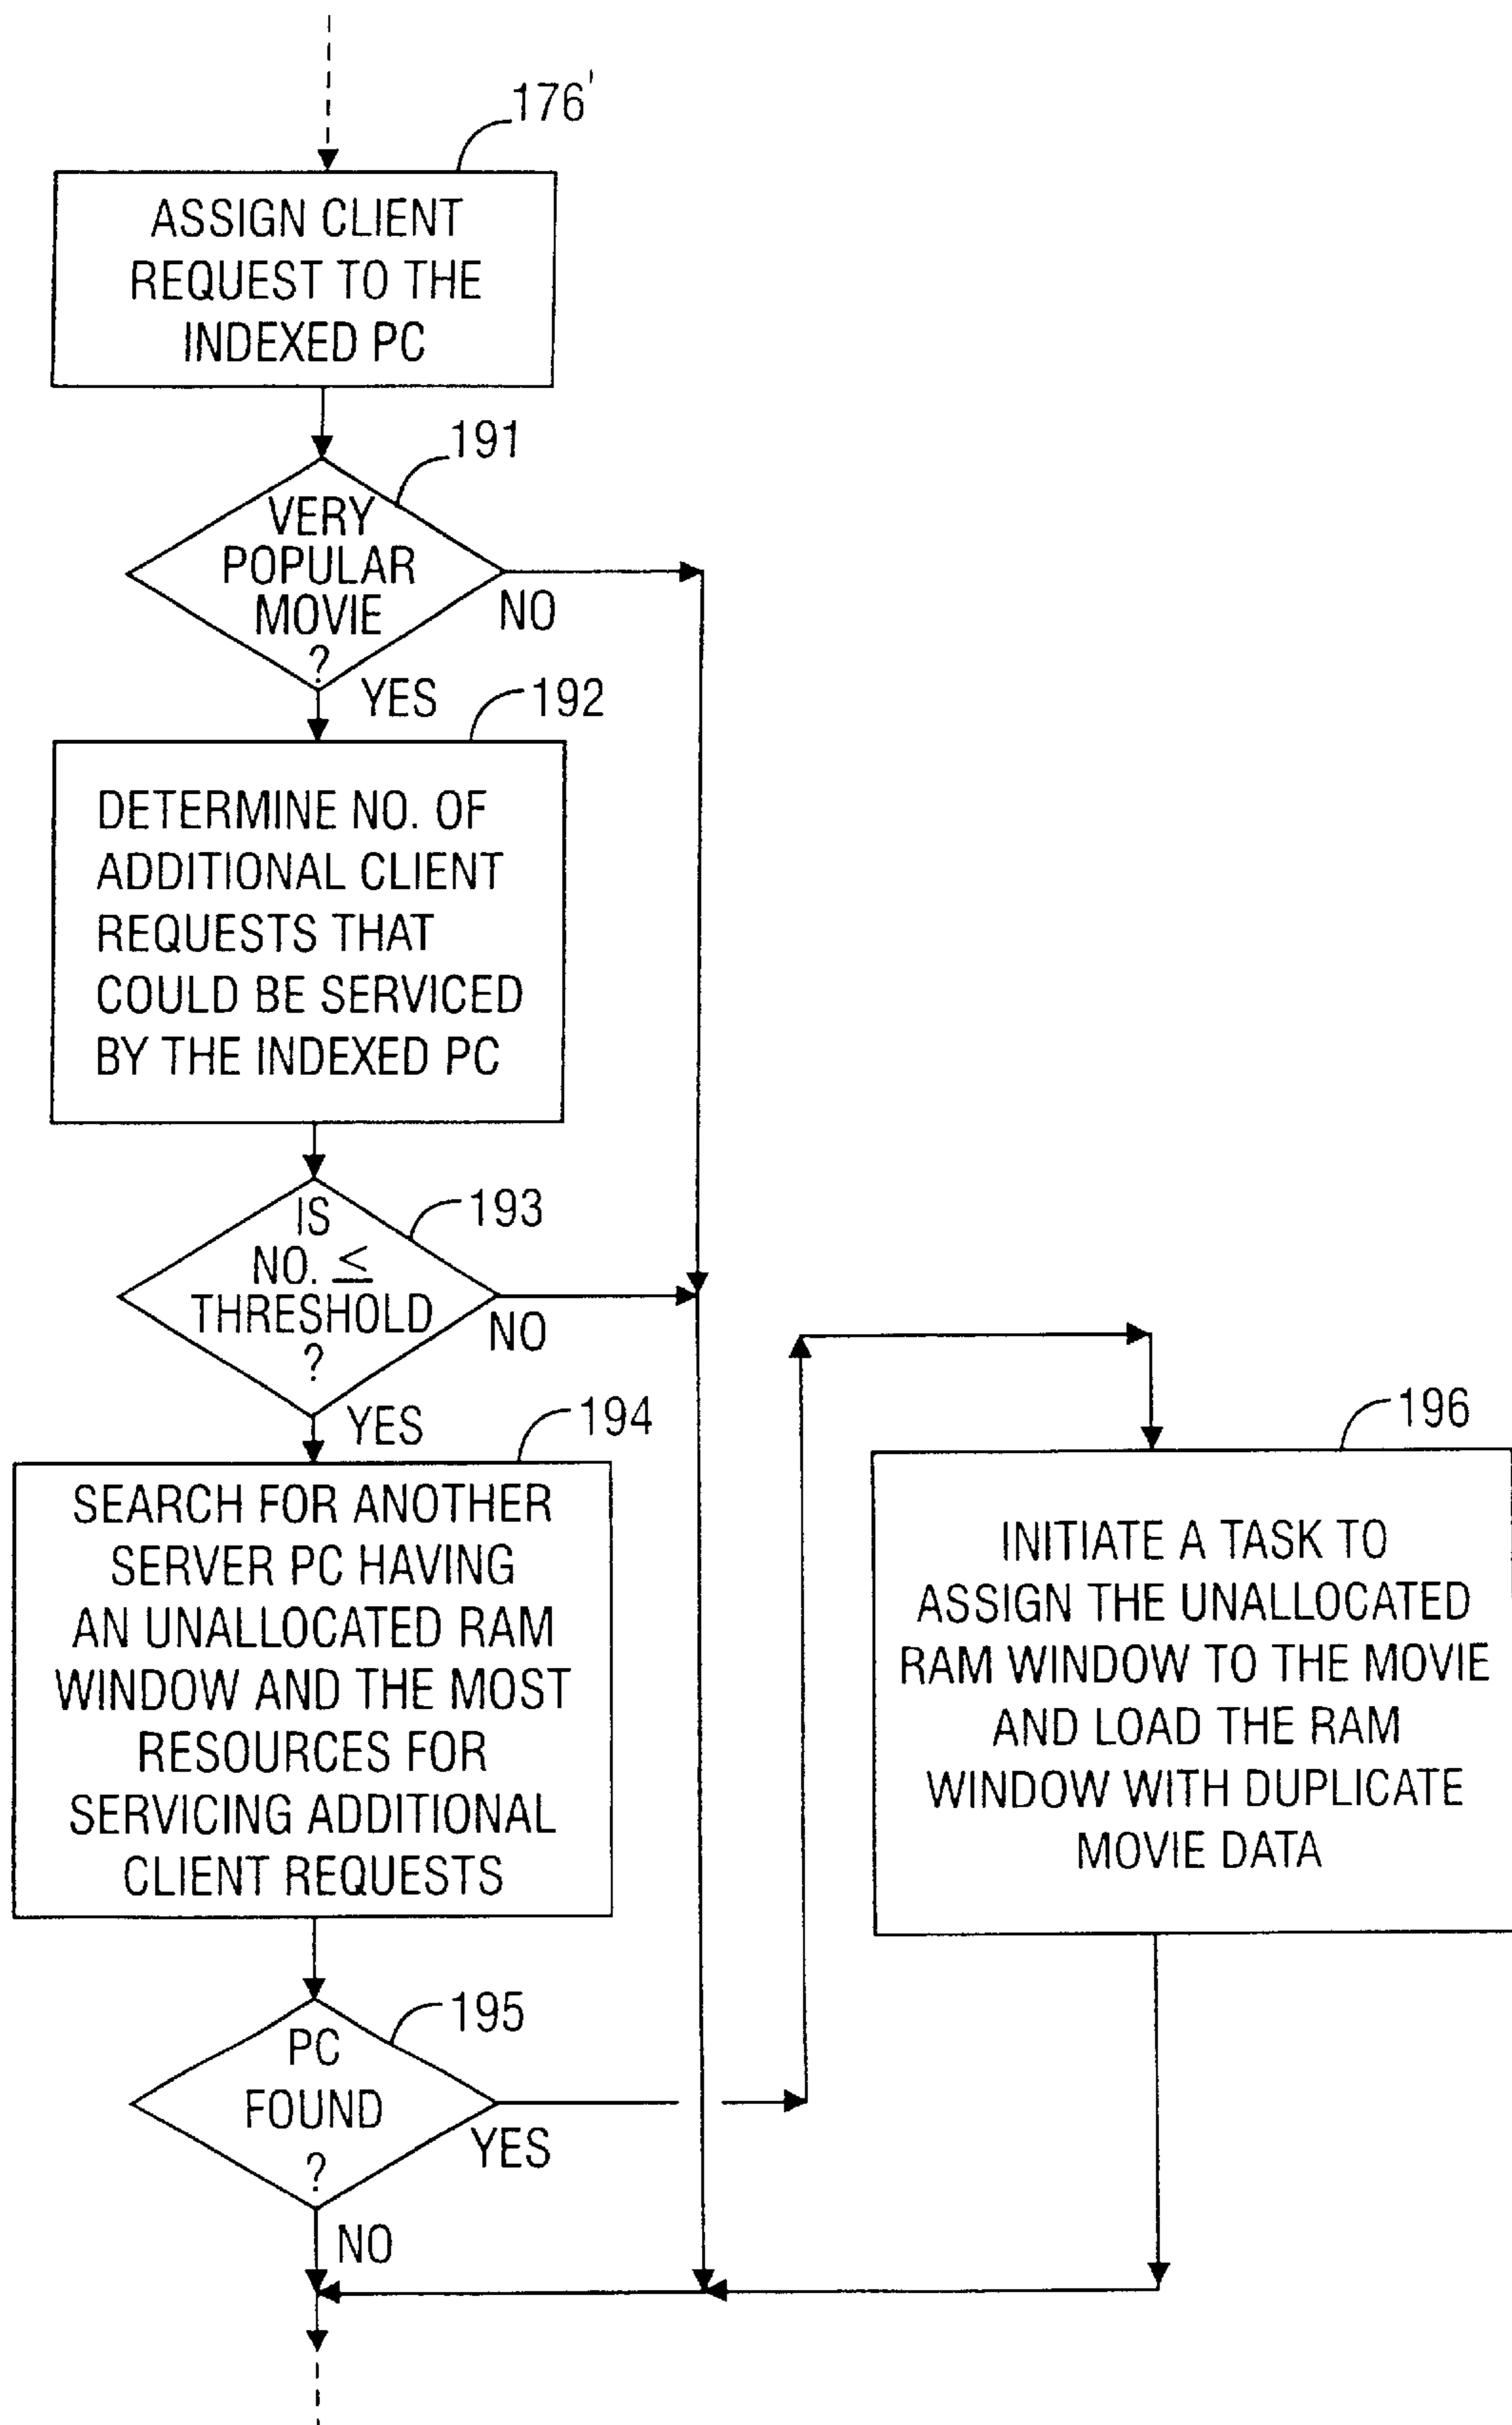 176'
ASSIGN CLIENT
REQUEST TO THE
INDEXED PC
191
VERY
POPULAR
MOVIE
?
NO
YES
192
DETERMINE NO. OF
ADDITIONAL CLIENT
REQUESTS THAT
COULD BE SERVICED
BY THE INDEXED PC
193
IS
NO. ≤
THRESHOLD
?
NO
YES
194
SEARCH FOR ANOTHER
SERVER PC HAVING
AN UNALLOCATED RAM
WINDOW AND THE MOST
RESOURCES FOR
SERVICING ADDITIONAL
CLIENT REQUESTS
195
PC
FOUND
?
YES
NO
196
INITIATE A TASK TO
ASSIGN THE UNALLOCATED
RAM WINDOW TO THE MOVIE
AND LOAD THE RAM
WINDOW WITH DUPLICATE
MOVIE DATA